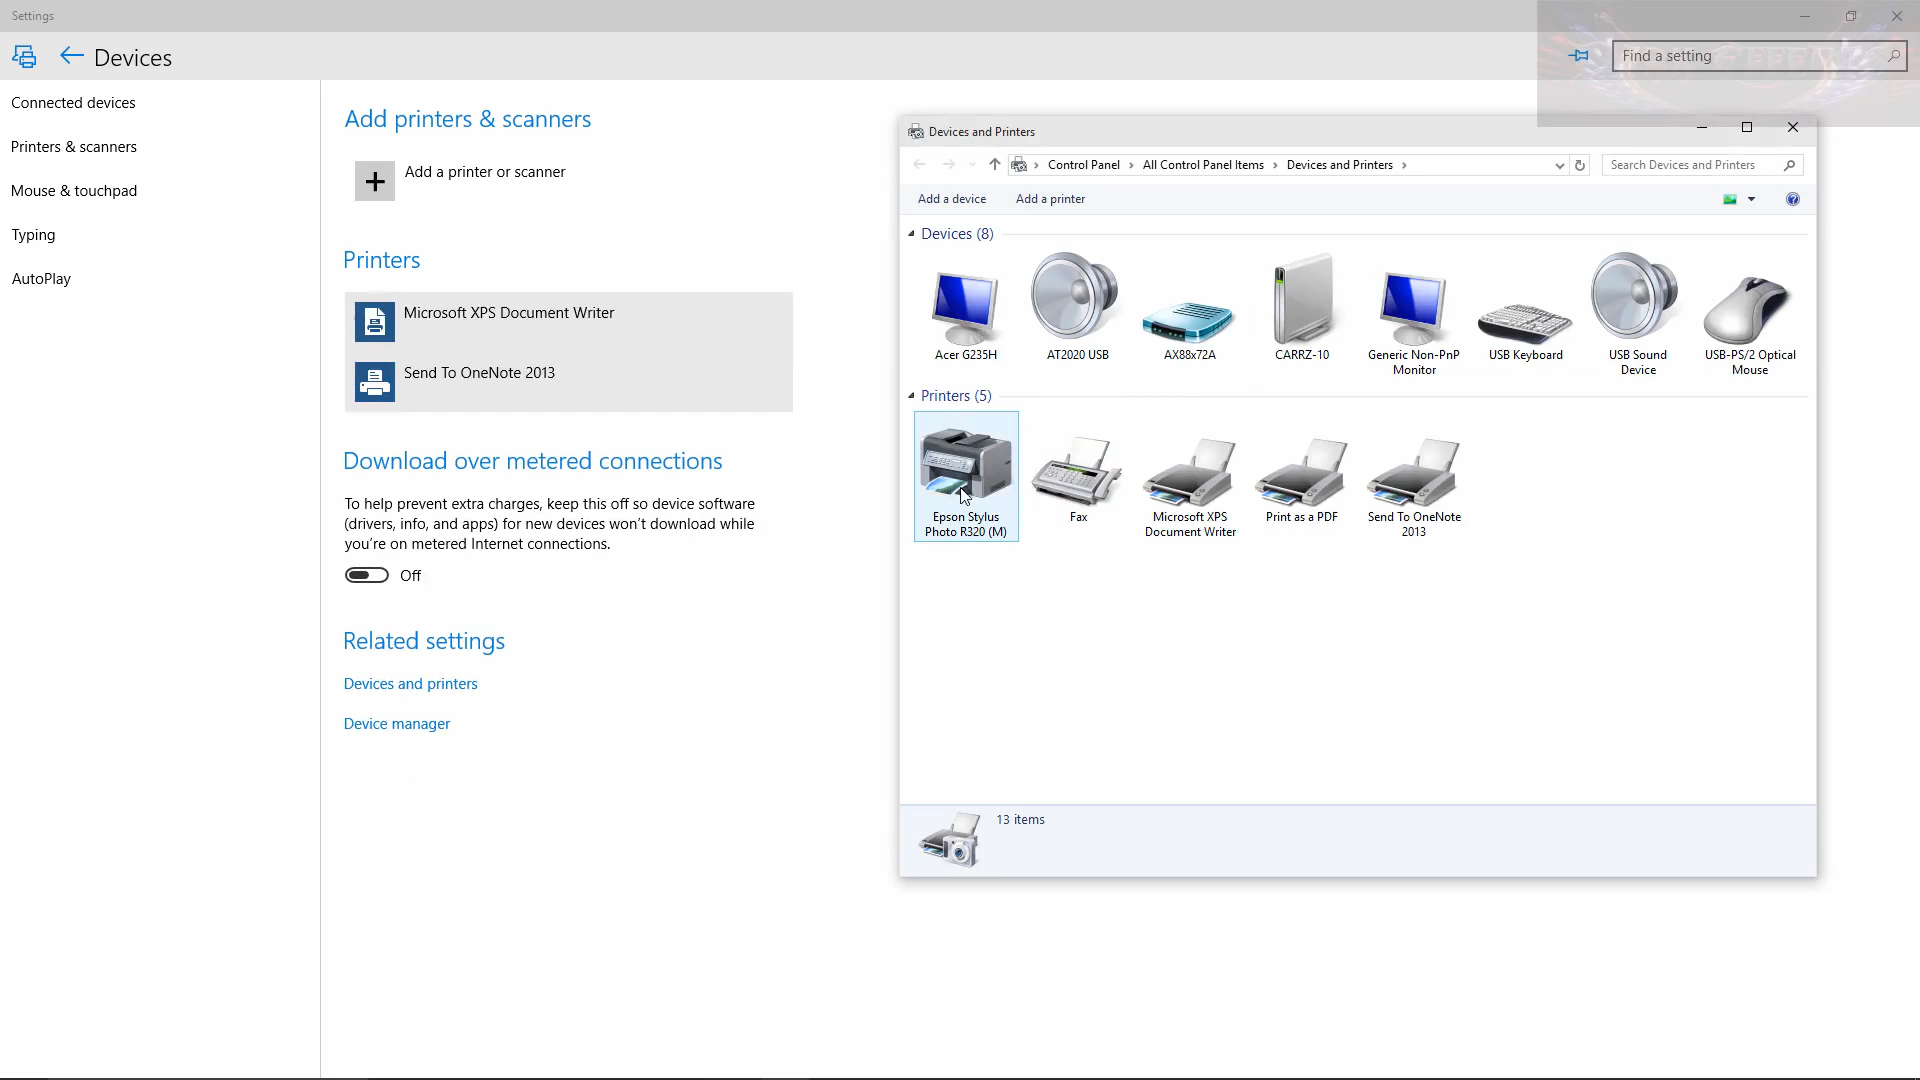 Settings
Devices
Find a setting
Connected devices
Printers & scanners
Mouse & touchpad
Typing
AutoPlay
Add printers & scanners
Add a printer or scanner
Printers
Microsoft XPS Document Writer
Send To OneNote 2013
Download over metered connections
To help prevent extra charges, keep this off so device software
(drivers, info, and apps) for new devices won't download while
you're on metered Internet connections.
Off
Related settings
Devices and printers
Device manager
Devices and Printers
Control Panel > All Control Panel Items > Devices and Printers >
Search Devices and Printers
Add a device Add a printer
Devices (8)
Acer G235H
AT2020 USB
AX88x72A
CARRZ-10
Generic Non-PnP
Monitor
USB Keyboard
USB Sound
Device
USB-PS/2 Optical
Mouse
Printers (5)
Epson Stylus
Photo R320 (M)
Fax
Microsoft XPS
Document Writer
Print as a PDF
Send To OneNote
2013
13 items